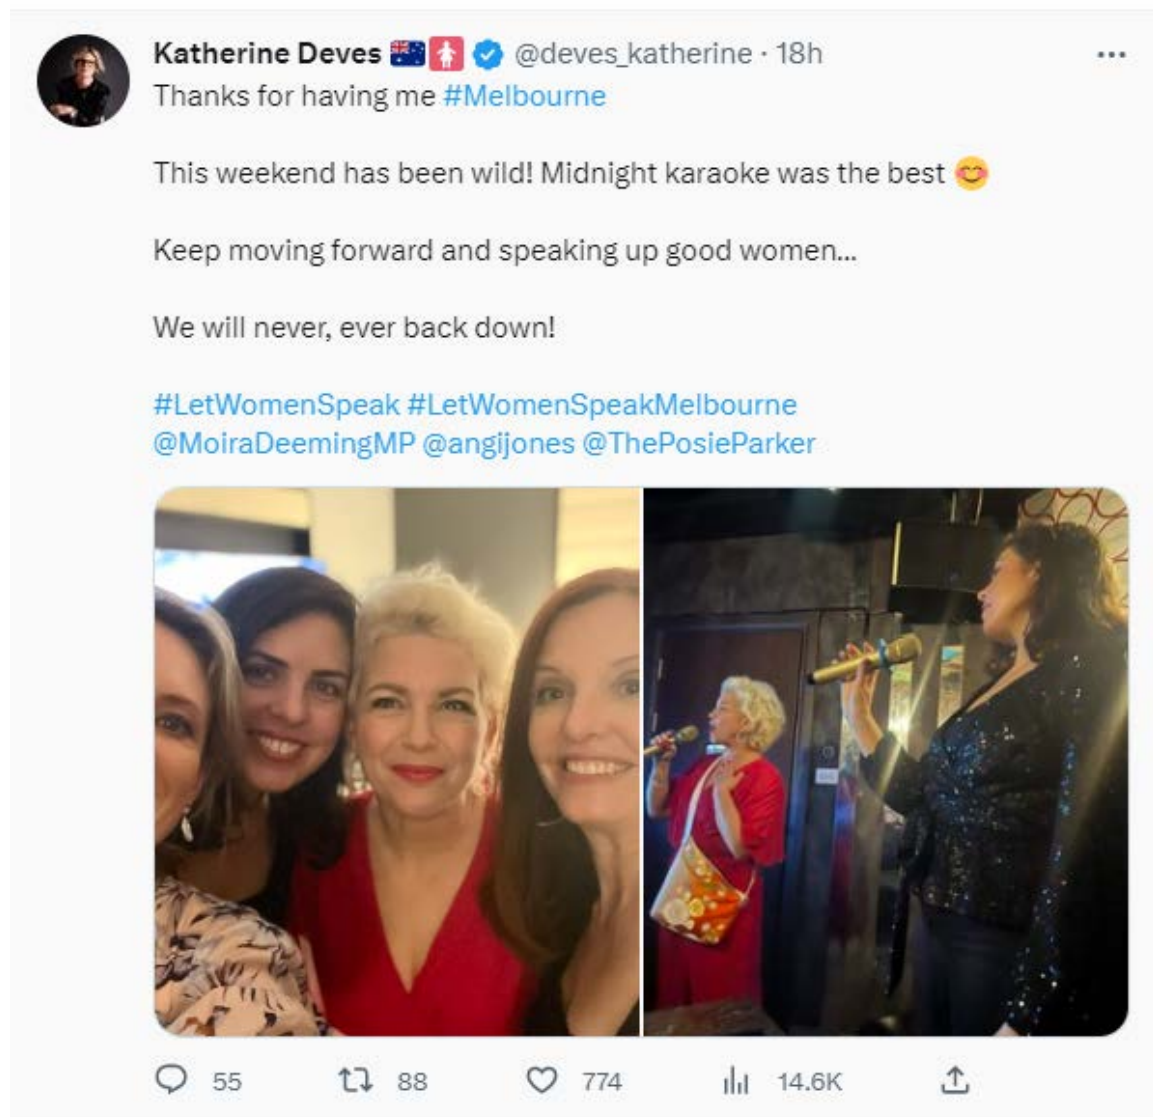 Katherine Deves 🇦🇺🚺 @deves_katherine · 18h
Thanks for having me #Melbourne
This weekend has been wild! Midnight karaoke was the best 😊
Keep moving forward and speaking up good women...
We will never, ever back down!
#LetWomenSpeak #LetWomenSpeakMelbourne
@MoiraDeemingMP @angijones @ThePosieParker
55 88 774 14.6K